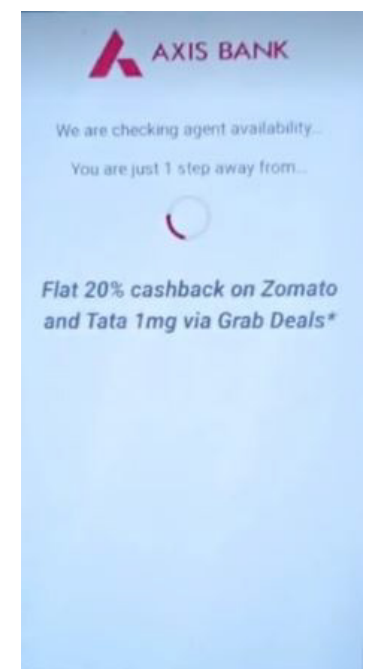 AXIS BANK
We are checking agent availability...
You are just 1 step away from...
Flat 20% cashback on Zomato
and Tata 1mg via Grab Deals*